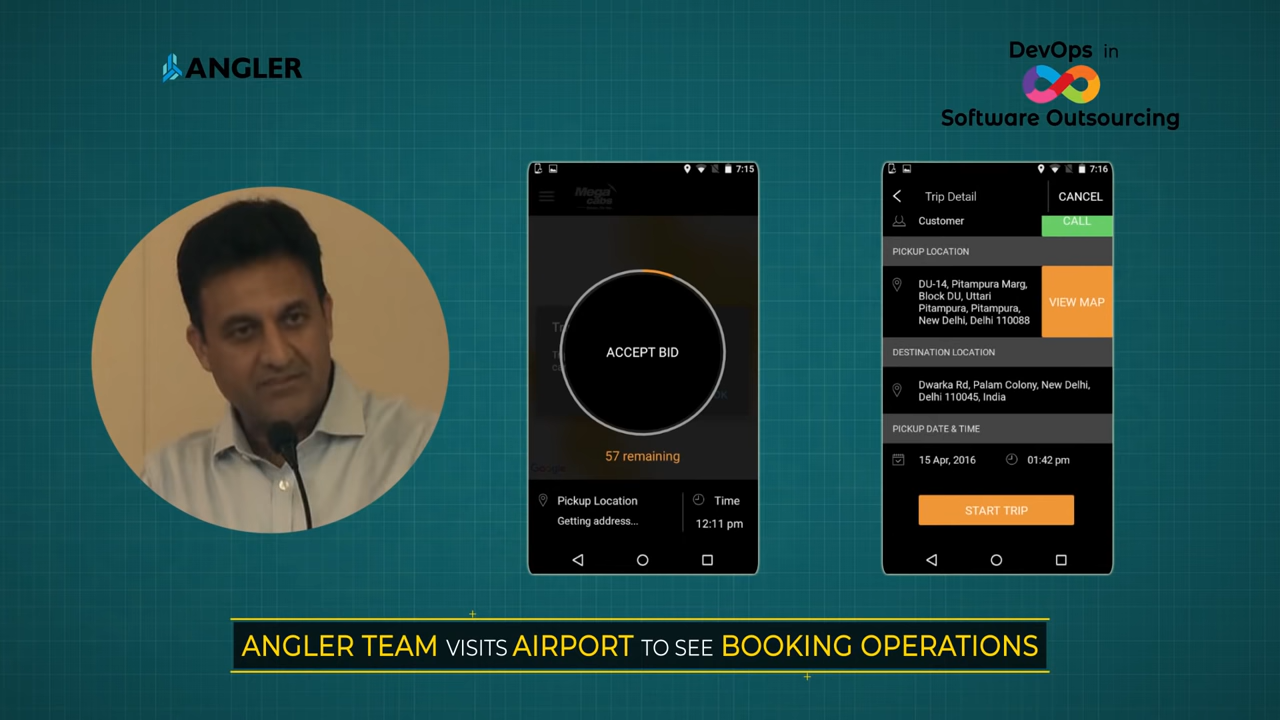 ANGLER
DevOps in
Software Outsourcing
7:15
Mega
cabs
ACCEPT BID
57 remaining
Pickup Location
Getting address...
Time
12:11 pm
7:16
Trip Detail
CANCEL
Customer
CALL
PICKUP LOCATION
DU-14, Pitampura Marg,
Block DU, Uttari
Pitampura, Pitampura,
New Delhi, Delhi 110088
VIEW MAP
DESTINATION LOCATION
Dwarka Rd, Palam Colony, New Delhi,
Delhi 110045, India
PICKUP DATE & TIME
15 Apr, 2016
01:42 pm
START TRIP
ANGLER TEAM VISITS AIRPORT TO SEE BOOKING OPERATIONS